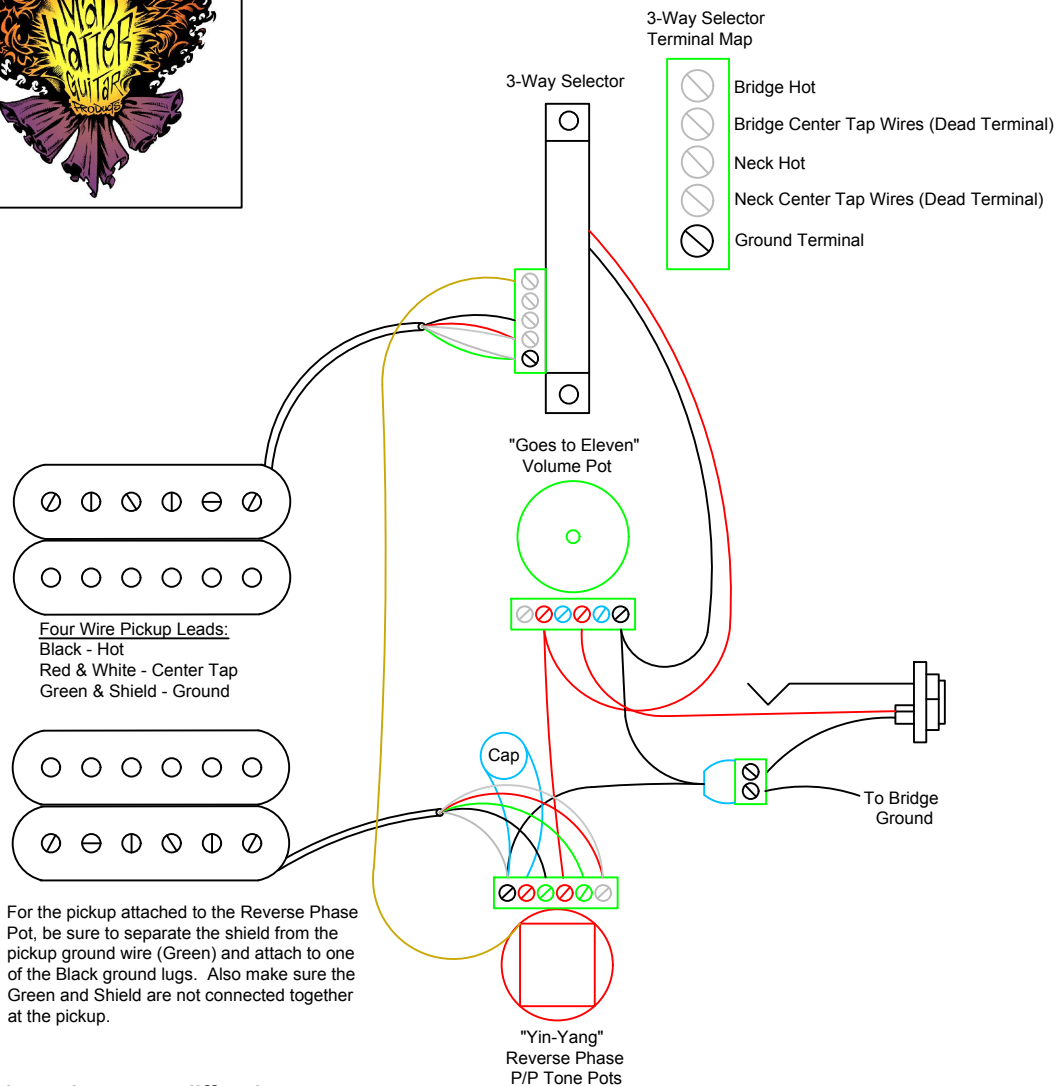 MAD
HATTER
GUITAR
PRODUCTS
3-Way Selector
Terminal Map
3-Way Selector
Bridge Hot
Bridge Center Tap Wires (Dead Terminal)
Neck Hot
Neck Center Tap Wires (Dead Terminal)
Ground Terminal
"Goes to Eleven"
Volume Pot
Four Wire Pickup Leads:
Black - Hot
Red & White - Center Tap
Green & Shield - Ground
Cap
To Bridge
Ground
For the pickup attached to the Reverse Phase
Pot, be sure to separate the shield from the
pickup ground wire (Green) and attach to one
of the Black ground lugs.  Also make sure the
Green and Shield are not connected together
at the pickup.
"Yin-Yang"
Reverse Phase
P/P Tone Pots